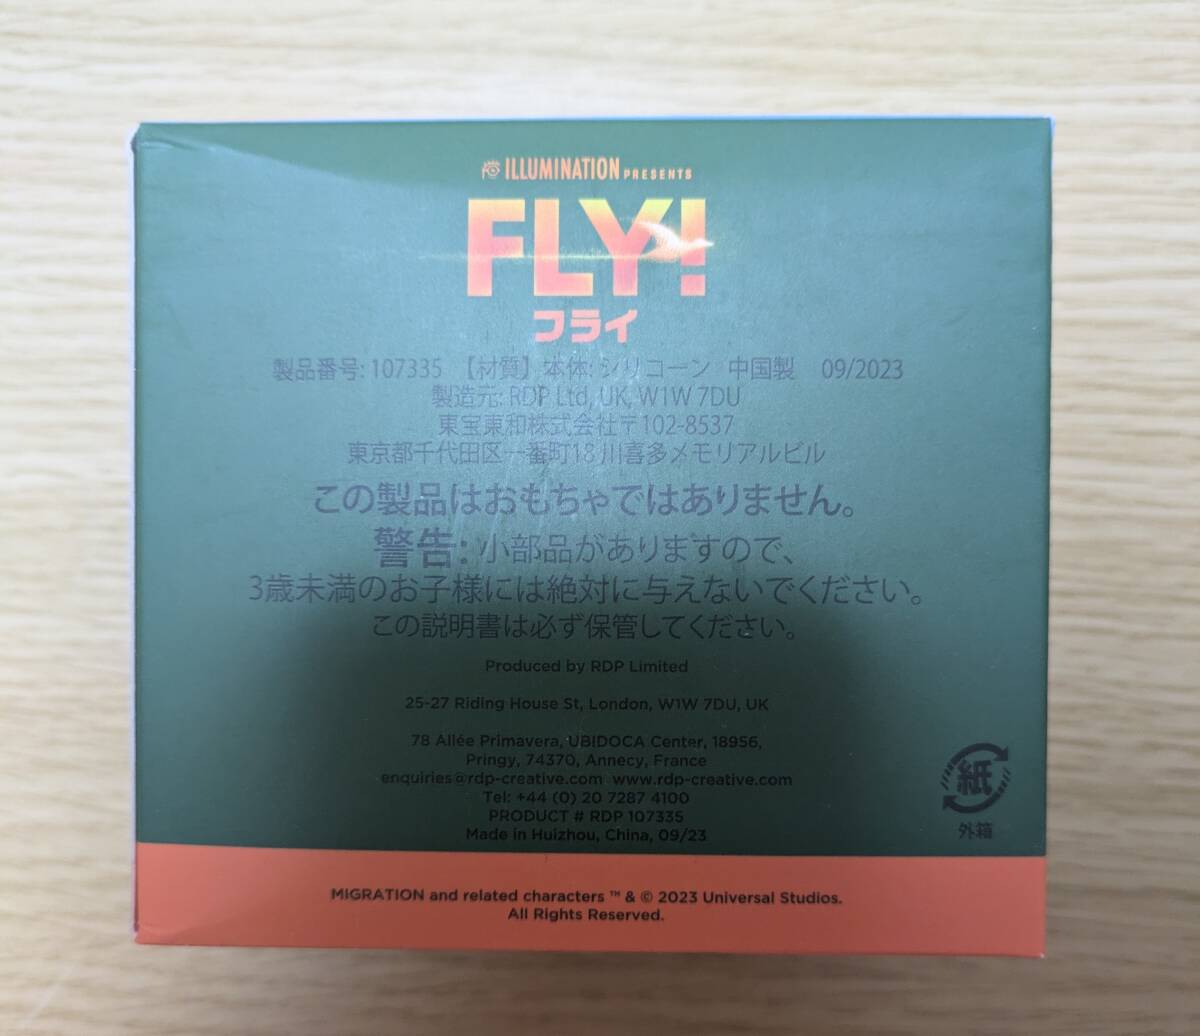 ILLUMINATION PRESENTS
FLY!
フライ
製品番号: 107335 【材質】本体: シリコーン 中国製 09/2023
製造元: RDP Ltd, UK, W1W 7DU
東宝東和株式会社〒102-8537
東京都千代田区一番町18 川喜多メモリアルビル
この製品はおもちゃではありません。
警告: 小部品がありますので、
3歳未満のお子様には絶対に与えないでください。
この説明書は必ず保管してください。
Produced by RDP Limited
25-27 Riding House St, London, W1W 7DU, UK
78 Allée Primavera, UBIDOCA Center, 18956,
Pringy, 74370, Annecy, France
enquiries@rdp-creative.com www.rdp-creative.com
Tel: +44 (0) 20 7287 4100
PRODUCT # RDP 107335
Made in Huizhou, China, 09/23
紙
外箱
MIGRATION and related characters ™ & © 2023 Universal Studios.
All Rights Reserved.